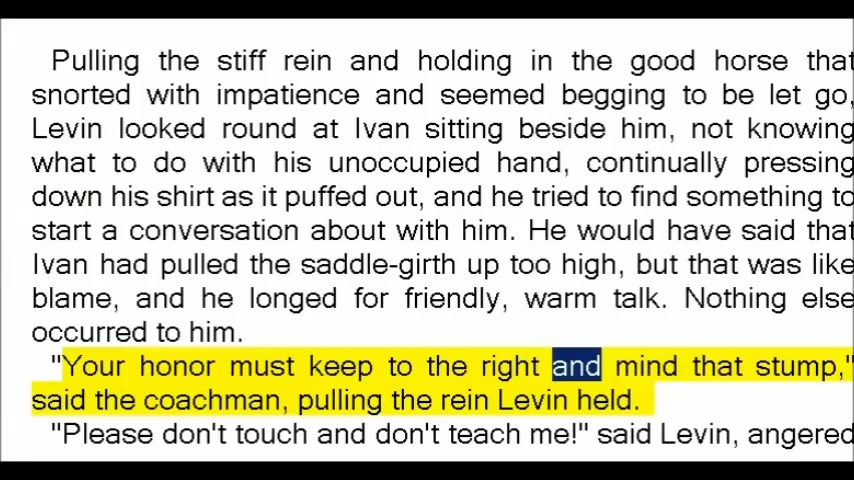 Pulling the stiff rein and holding in the good horse that
snorted with impatience and seemed begging to be let go,
Levin looked round at Ivan sitting beside him, not knowing
what to do with his unoccupied hand, continually pressing
down his shirt as it puffed out, and he tried to find something to
start a conversation about with him. He would have said that
Ivan had pulled the saddle-girth up too high, but that was like
blame, and he longed for friendly, warm talk. Nothing else
occurred to him.
"Your honor must keep to the right and mind that stump,"
said the coachman, pulling the rein Levin held.
"Please don't touch and don't teach me!" said Levin, angered